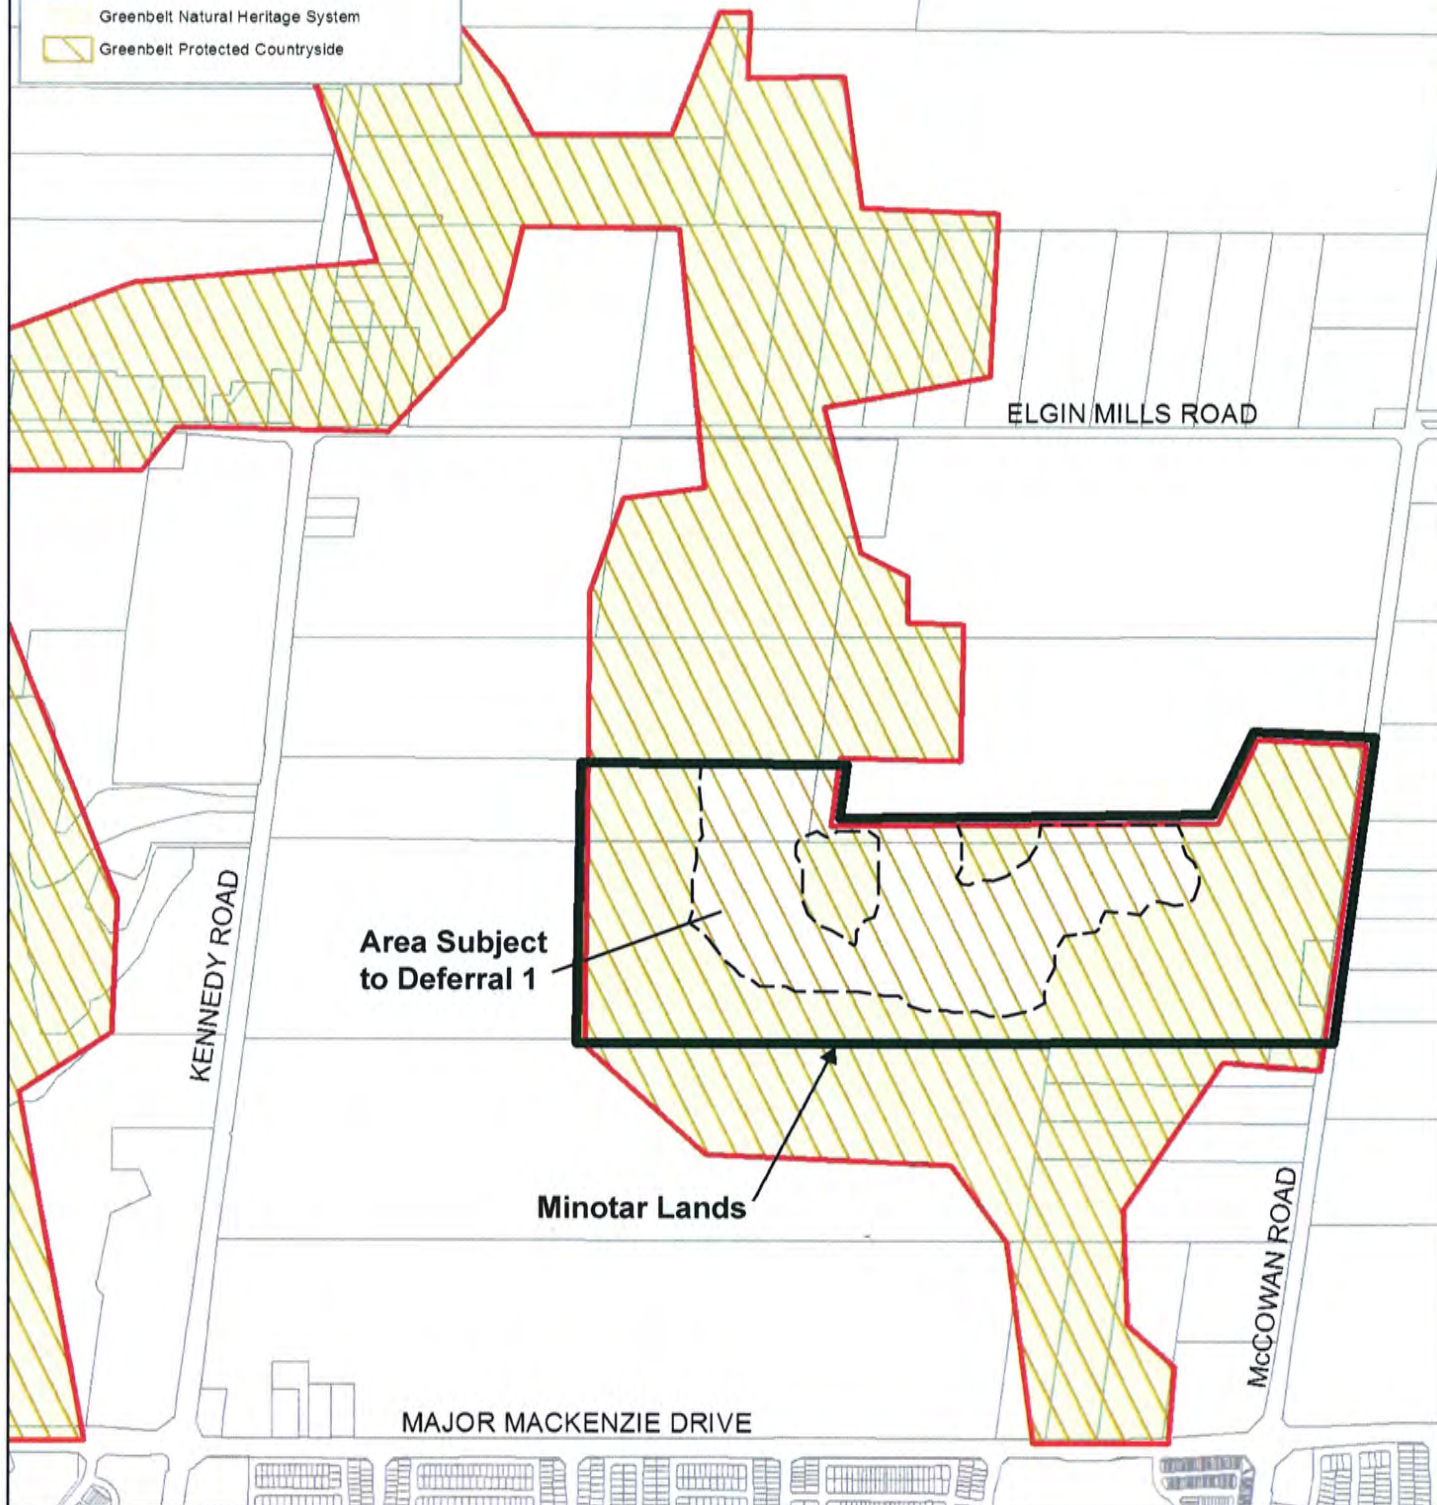 Greenbelt Natural Heritage System
Greenbelt Protected Countryside
ELGIN MILLS ROAD
KENNEDY ROAD
Area Subject
to Deferral 1
Minotar Lands
McCOWAN ROAD
MAJOR MACKENZIE DRIVE